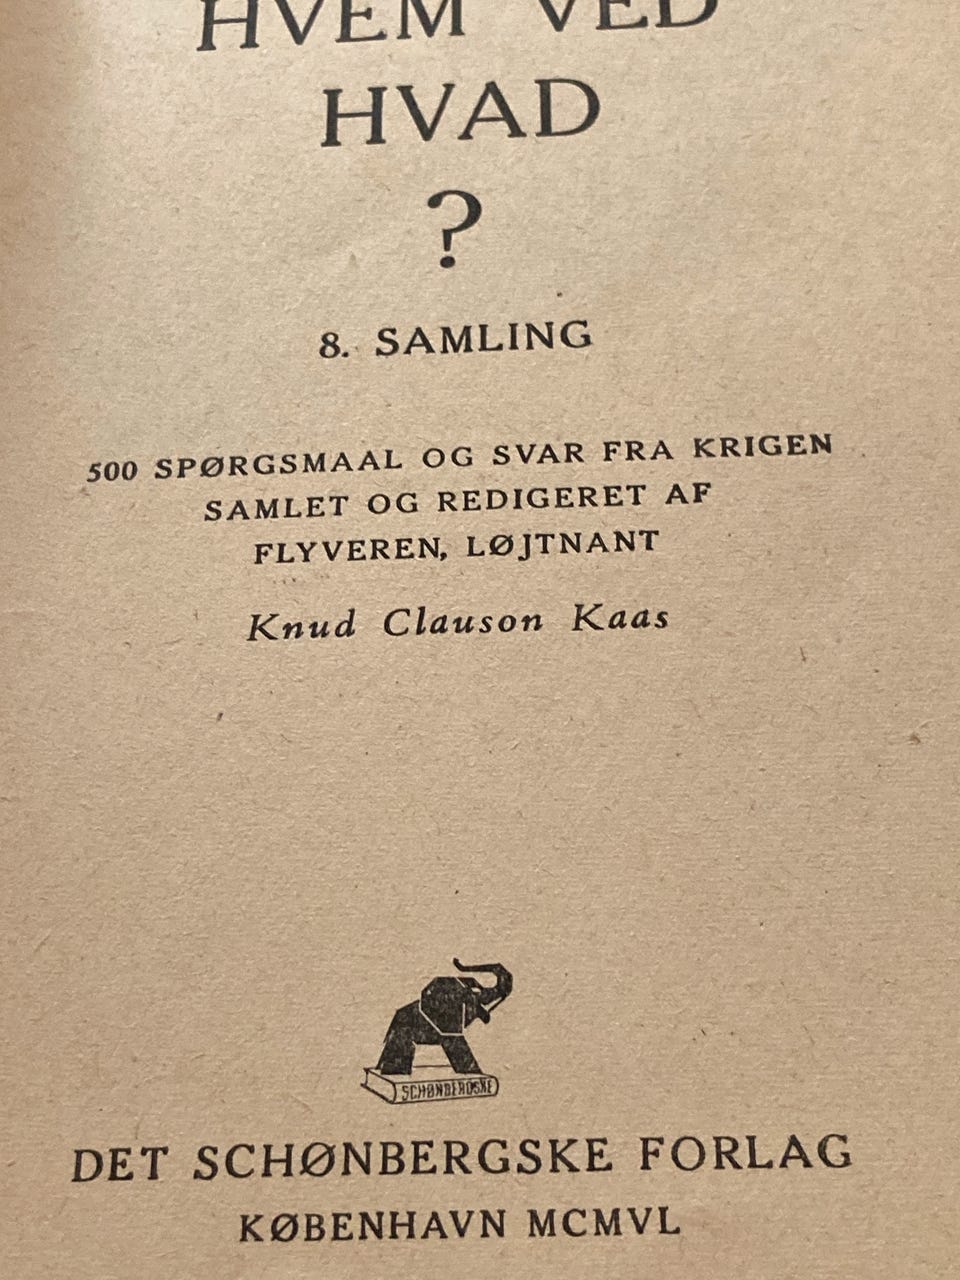 HVEM VED
HVAD
?
8. SAMLING
500 SPØRGSMAAL OG SVAR FRA KRIGEN
SAMLET OG REDIGERET AF
FLYVEREN, LØJTNANT
Knud Clauson Kaas
SCHØNBERGSKE
DET SCHØNBERGSKE FORLAG
KØBENHAVN MCMVL